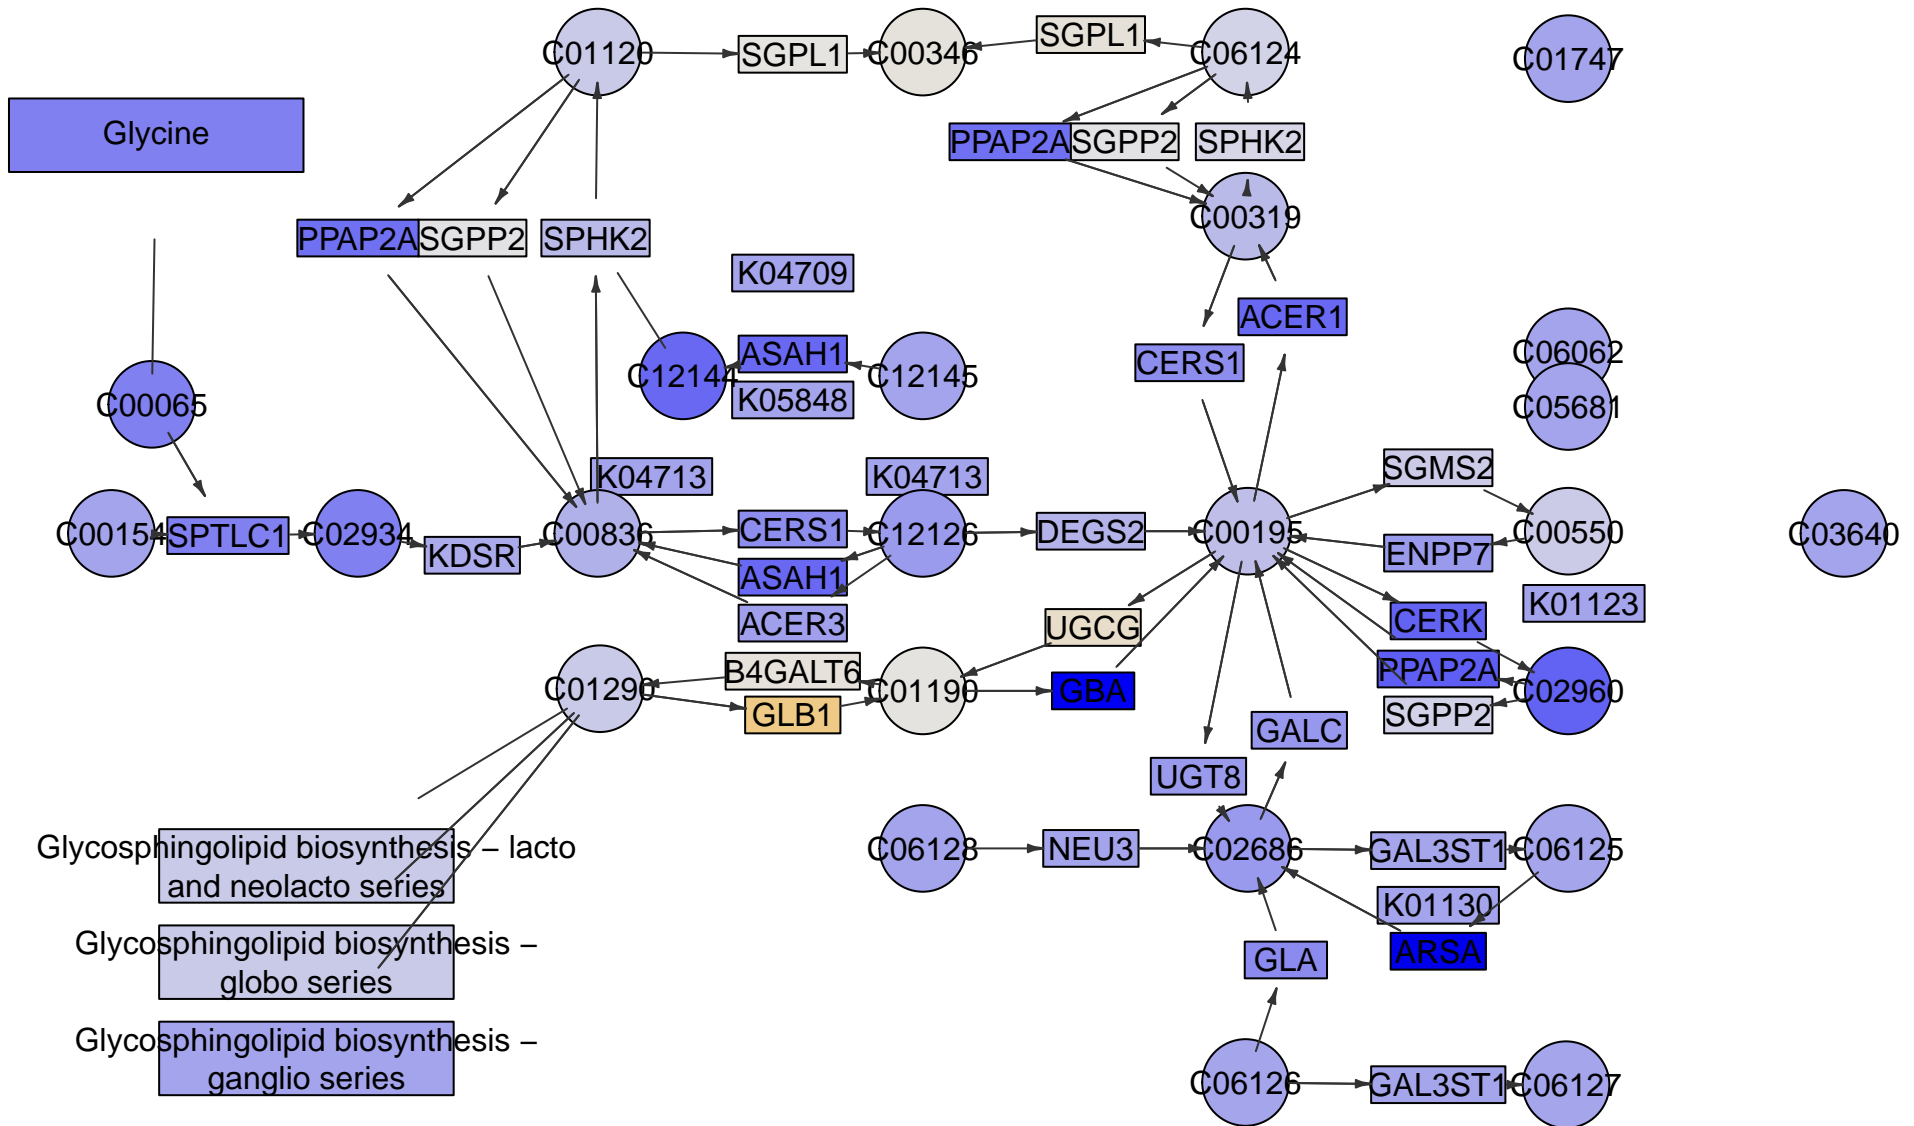 C01120
SGPL1
C00346
SGPL1
C06124
C01747
Glycine
PPAP2A
SGPP2
SPHK2
C00319
PPAP2A
SGPP2
SPHK2
K04709
ACER1
C12144
ASAH1
C12145
K05848
CERS1
C06062
C05681
C00065
K04713
K04713
SGMS2
C00154
SPTLC1
C02934
KDSR
C00836
CERS1
C12126
DEGS2
C00195
C00550
C03640
ENPP7
ASAH1
ACER3
K01123
UGCG
CERK
B4GALT6
C01290
C01190
GBA
PPAP2A
C02960
GLB1
SGPP2
GALC
UGT8
Glycosphingolipid biosynthesis – lacto
and neolacto series
C06128
NEU3
C02686
GAL3ST1
C06125
K01130
Glycosphingolipid biosynthesis –
globo series
GLA
ARSA
Glycosphingolipid biosynthesis –
ganglio series
C06126
GAL3ST1
C06127